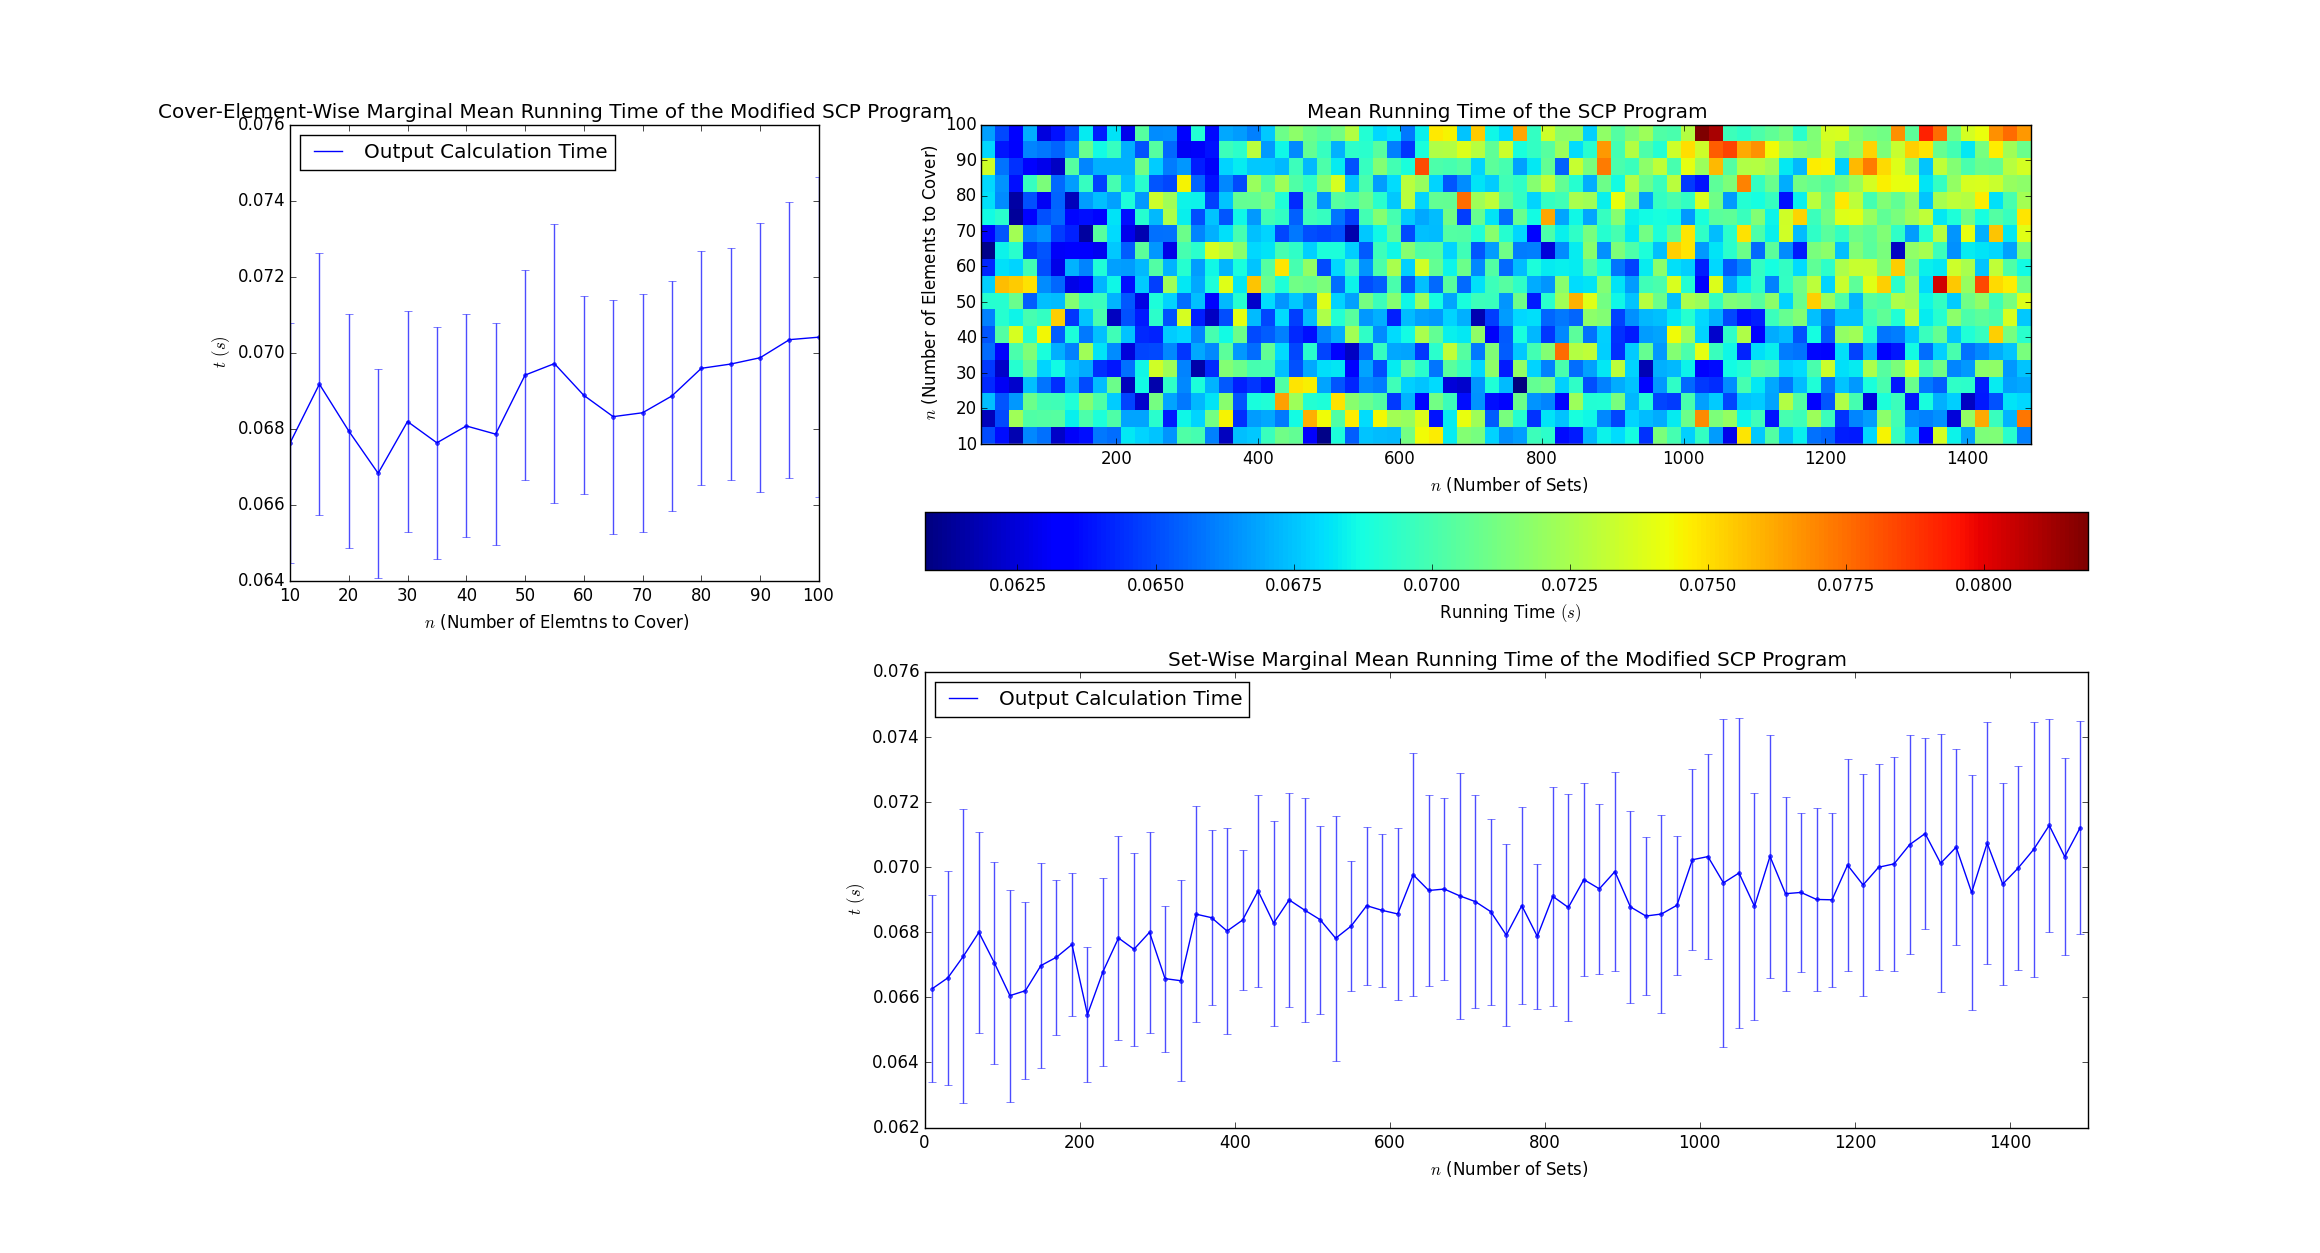 Cover-Element-Wise Marginal Mean Running Time of the Modified SCP Program
0.076
0.074
0.072
0.070
0.068
0.066
0.064
t (s)
Output Calculation Time
10 20 30 40 50 60 70 80 90 100
n (Number of Elemtns to Cover)
Mean Running Time of the SCP Program
100
90
80
70
60
50
40
30
20
10
n (Number of Elements to Cover)
200 400 600 800 1000 1200 1400
n (Number of Sets)
0.0625 0.0650 0.0675 0.0700 0.0725 0.0750 0.0775 0.0800
Running Time (s)
Set-Wise Marginal Mean Running Time of the Modified SCP Program
0.076
0.074
0.072
0.070
0.068
0.066
0.064
0.062
t (s)
Output Calculation Time
0 200 400 600 800 1000 1200 1400
n (Number of Sets)